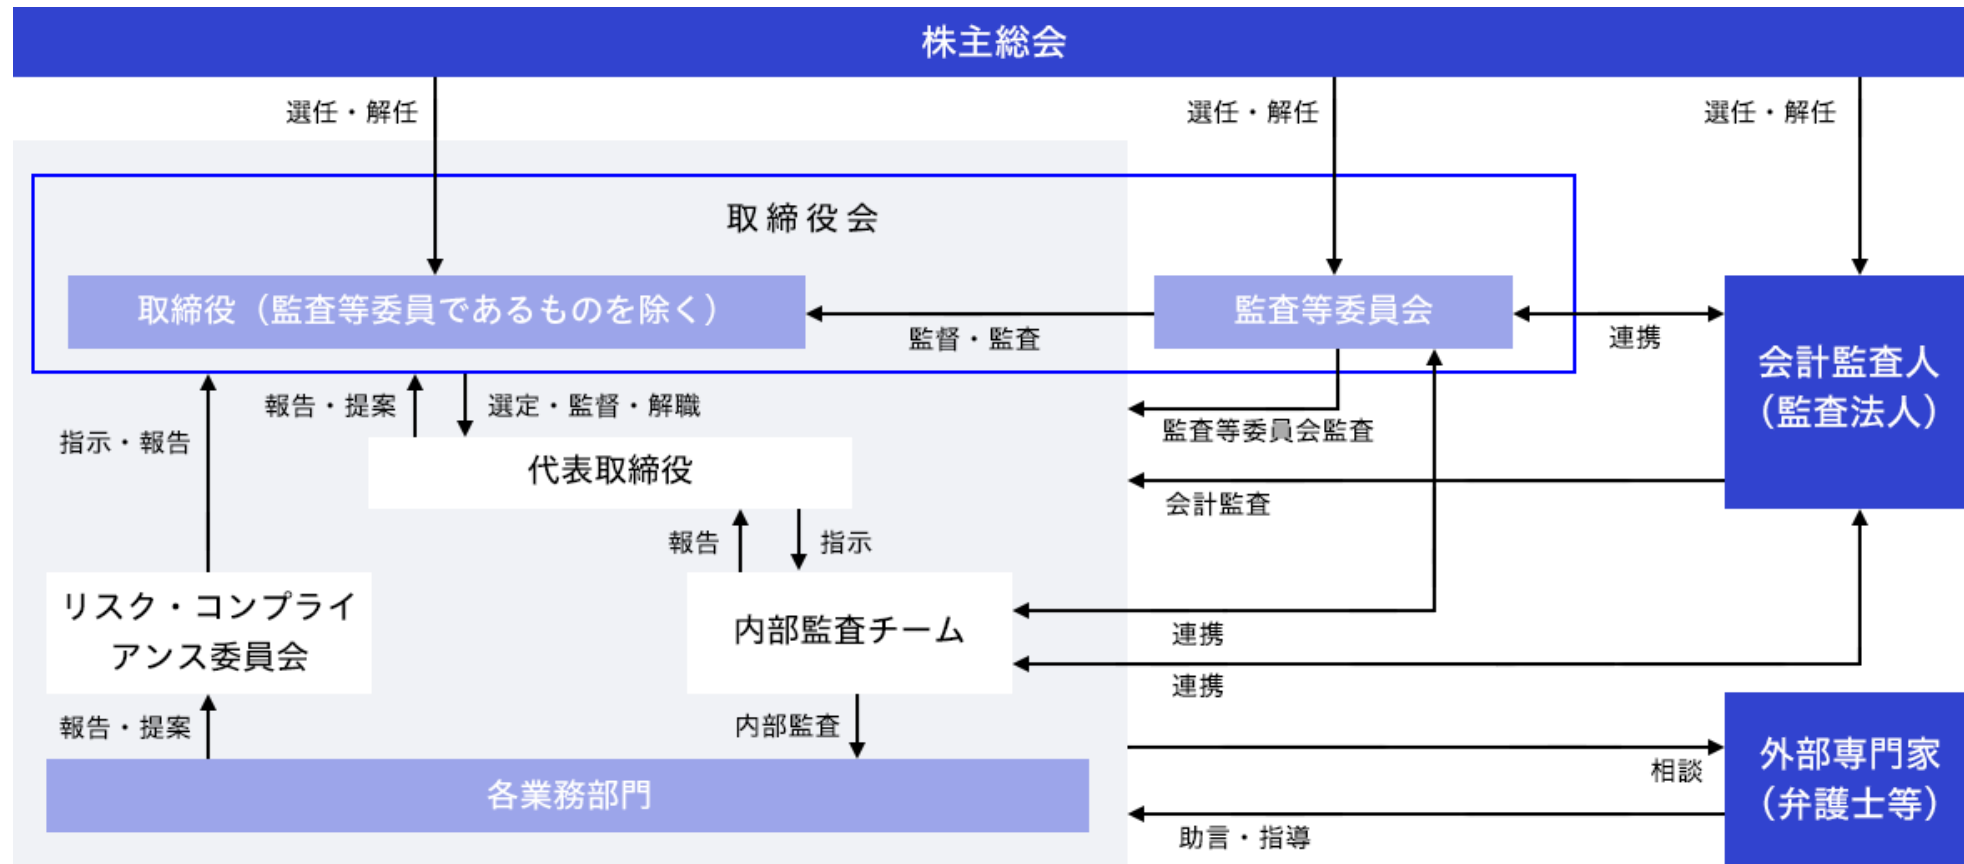 株主総会
選任・解任
選任・解任
選任・解任
取締役会
取締役（監査等委員であるものを除く）
監査等委員会
監督・監査
連携
会計監査人
（監査法人）
報告・提案
選定・監督・解職
指示・報告
監査等委員会監査
代表取締役
会計監査
報告
指示
リスク・コンプライ
アンス委員会
内部監査チーム
連携
連携
報告・提案
内部監査
外部専門家
（弁護士等）
相談
各業務部門
助言・指導